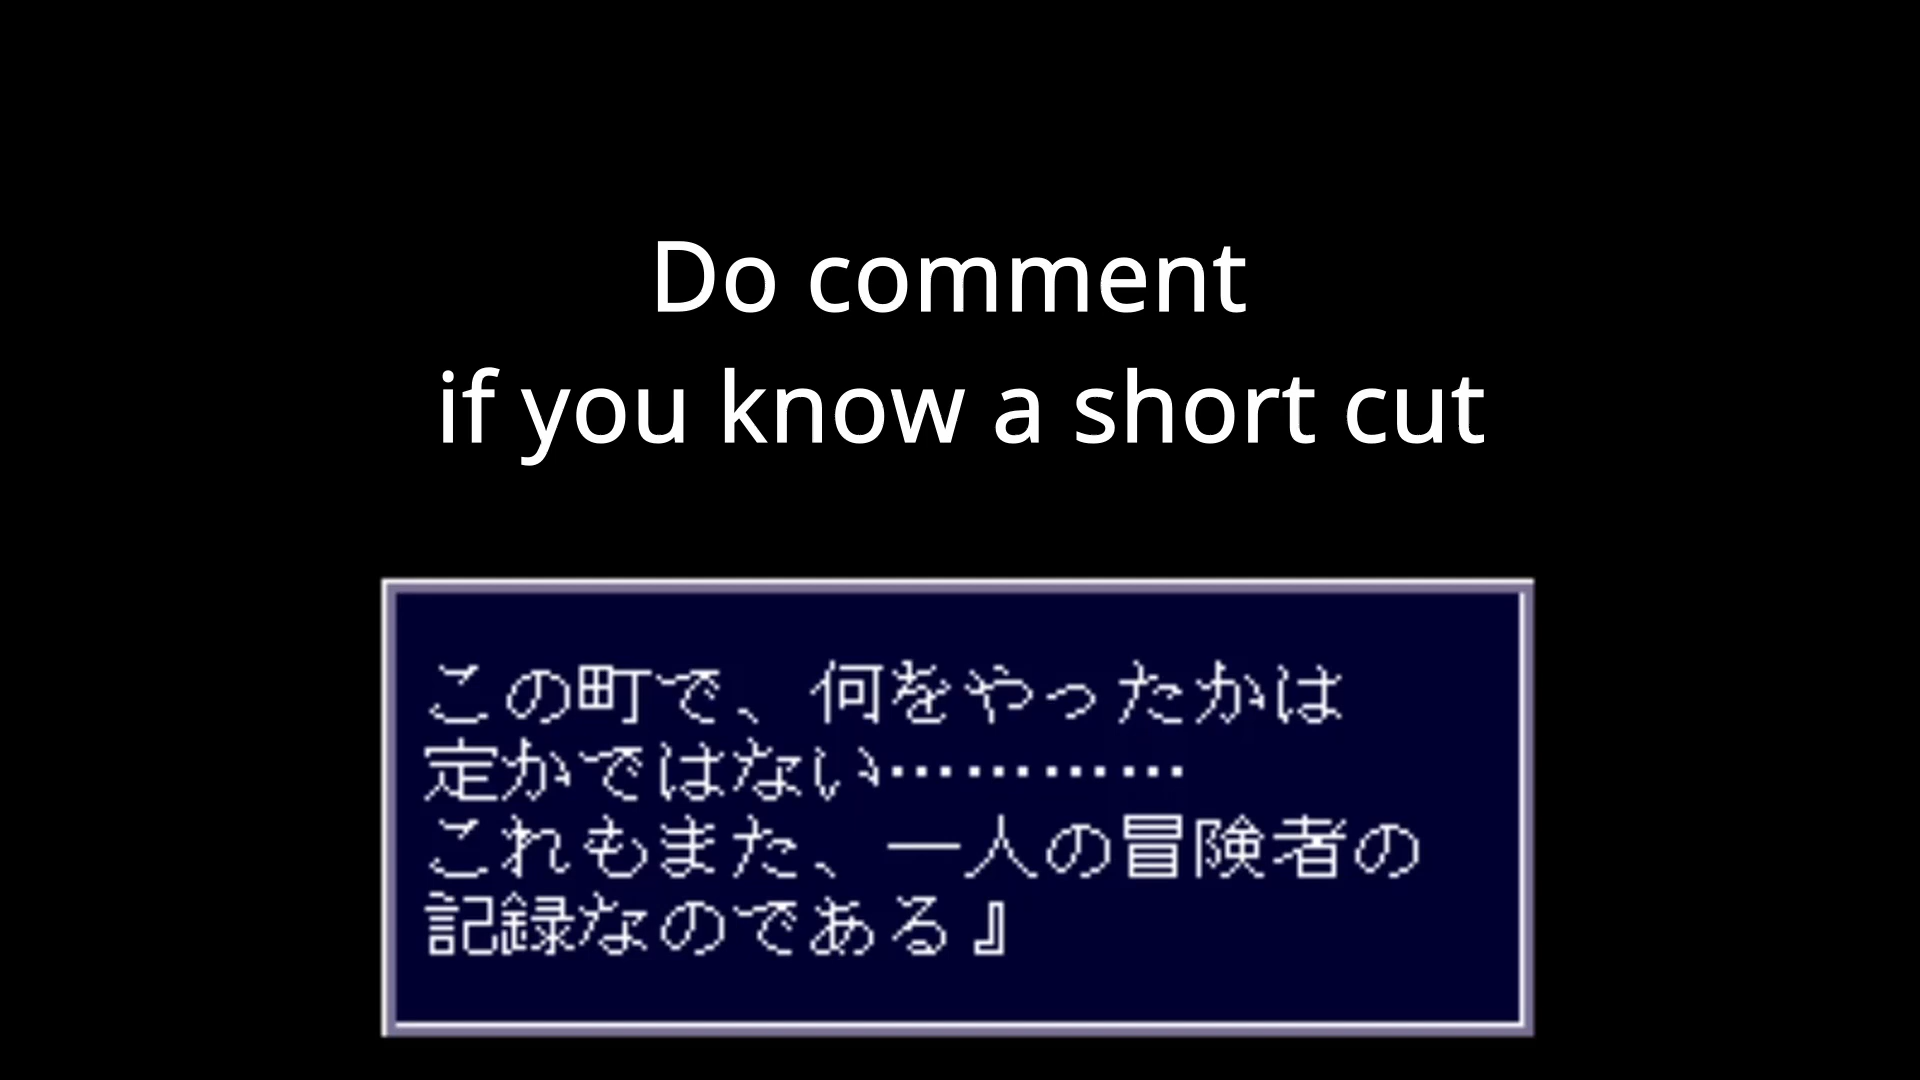 Do comment
if you know a short cut
この町で、何をやったかは
定かではない…………
これもまた、一人の冒険者の
記録なのである』